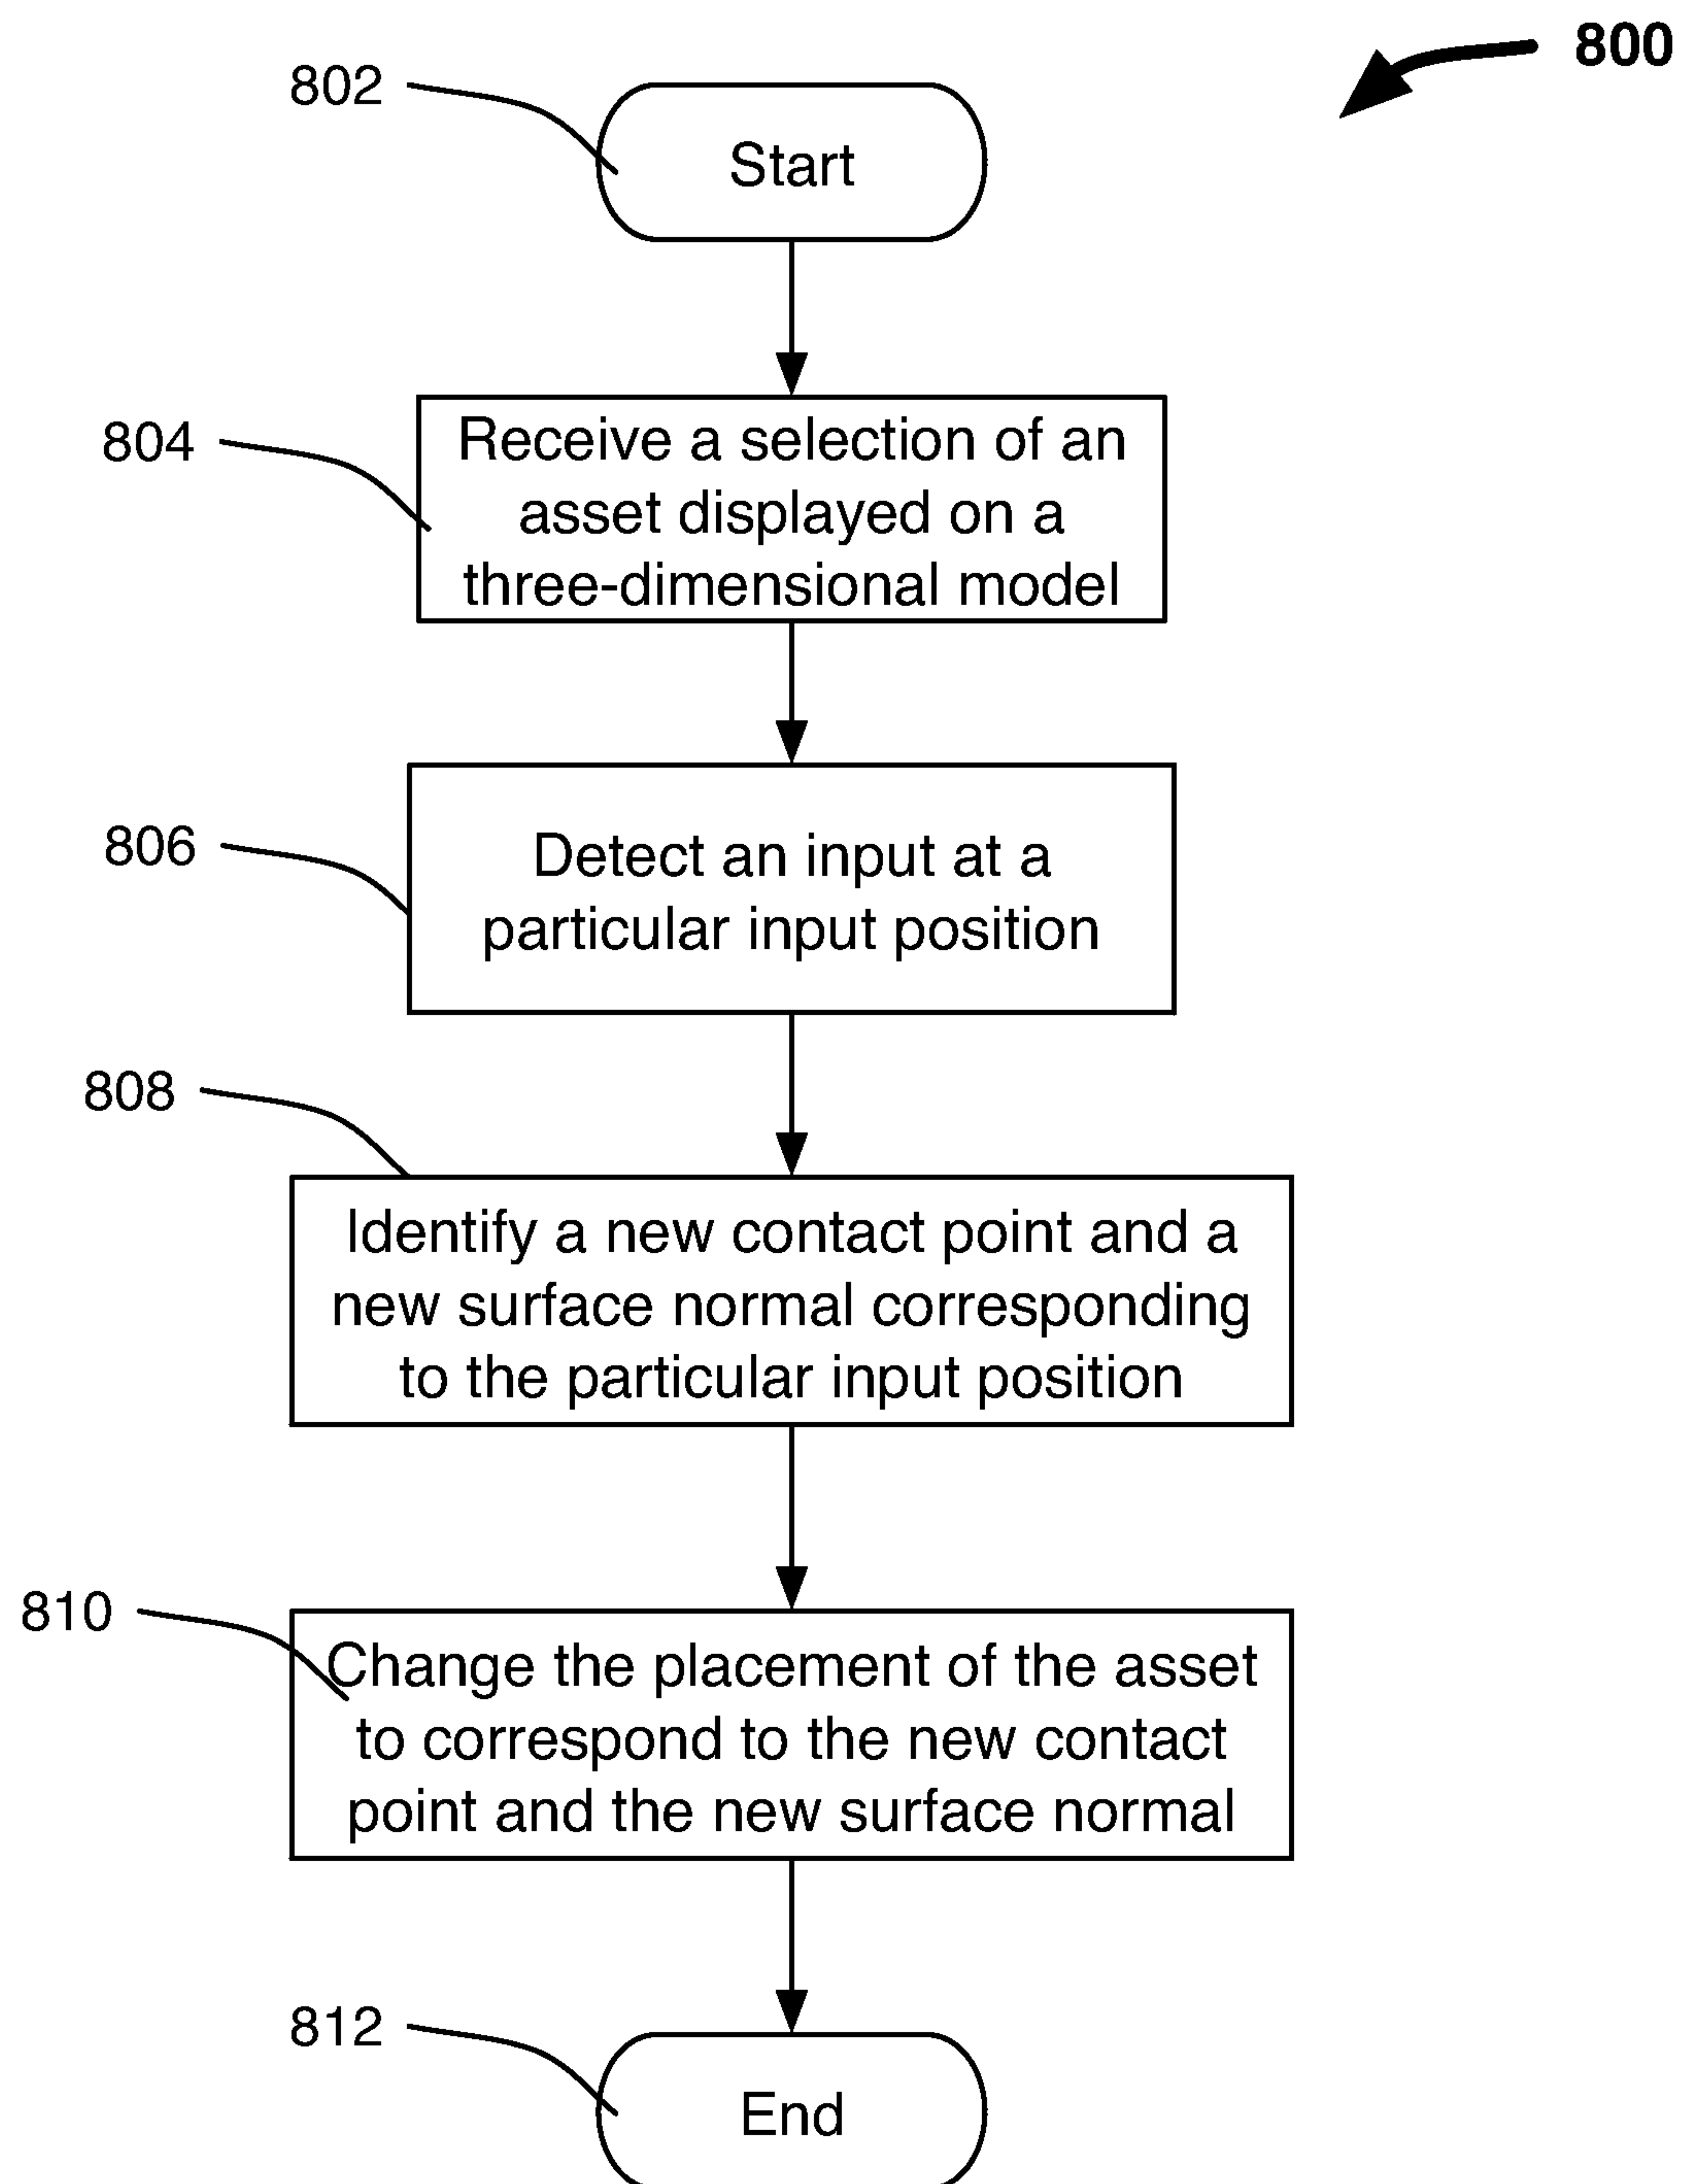 800
802
Start
804
Receive a selection of an
asset displayed on a
three-dimensional model
806
Detect an input at a
particular input position
808
Identify a new contact point and a
new surface normal corresponding
to the particular input position
810
Change the placement of the asset
to correspond to the new contact
point and the new surface normal
812
End